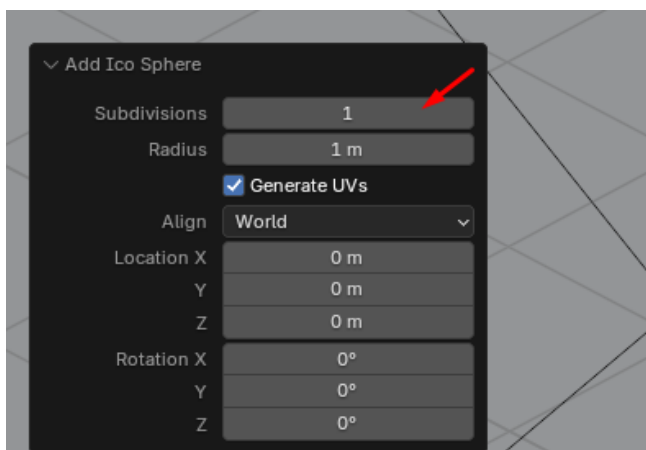 Add Ico Sphere
Subdivisions 1
Radius 1 m
Generate UVs
Align World
Location X 0 m
Y 0 m
Z 0 m
Rotation X 0°
Y 0°
Z 0°